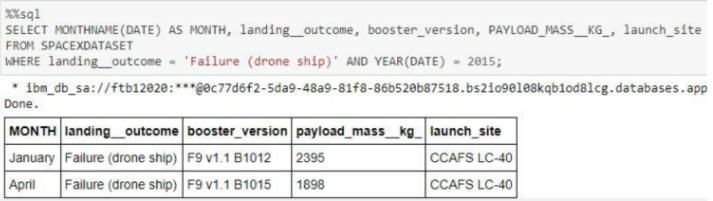 %%sql
SELECT MONTHNAME(DATE) AS MONTH, landing__outcome, booster_version, PAYLOAD_MASS__KG_, launch_site
FROM SPACEXDATASET
WHERE landing__outcome = 'Failure (drone ship)' AND YEAR(DATE) = 2015;
* ibm_db_sa://ftb12020:***@0c77d6f2-5da9-48a9-81f8-86b520b87518.bs2io90l08kqb1od8lcg.databases.app
Done.
MONTH landing__outcome booster_version payload_mass__kg_ launch_site
January Failure (drone ship) F9 v1.1 B1012 2395 CCAFS LC-40
April Failure (drone ship) F9 v1.1 B1015 1898 CCAFS LC-40